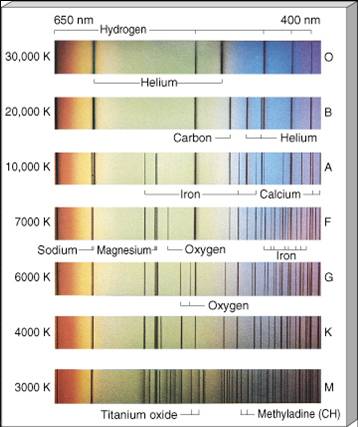 650 nm 400 nm
Hydrogen
30,000 K O
Helium
20,000 K B
Carbon Helium
10,000 K A
Iron Calcium
7000 K F
Sodium Magnesium Oxygen Iron
6000 K G
Oxygen
4000 K K
3000 K M
Titanium oxide Methyladine (CH)